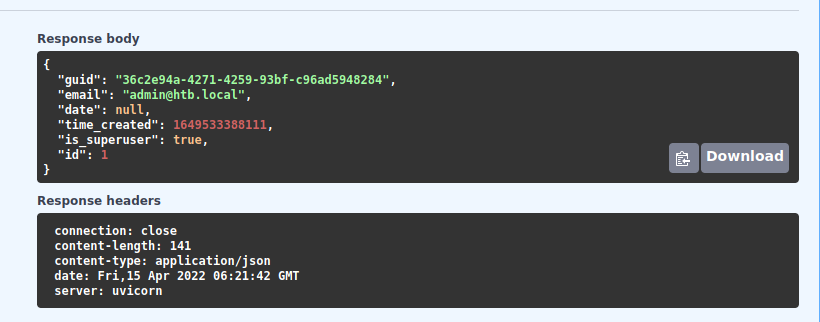 Response body
{
  "guid": "36c2e94a-4271-4259-93bf-c96ad5948284",
  "email": "admin@htb.local",
  "date": null,
  "time_created": 1649533388111,
  "is_superuser": true,
  "id": 1
}
Download
Response headers
connection: close
content-length: 141
content-type: application/json
date: Fri,15 Apr 2022 06:21:42 GMT
server: uvicorn